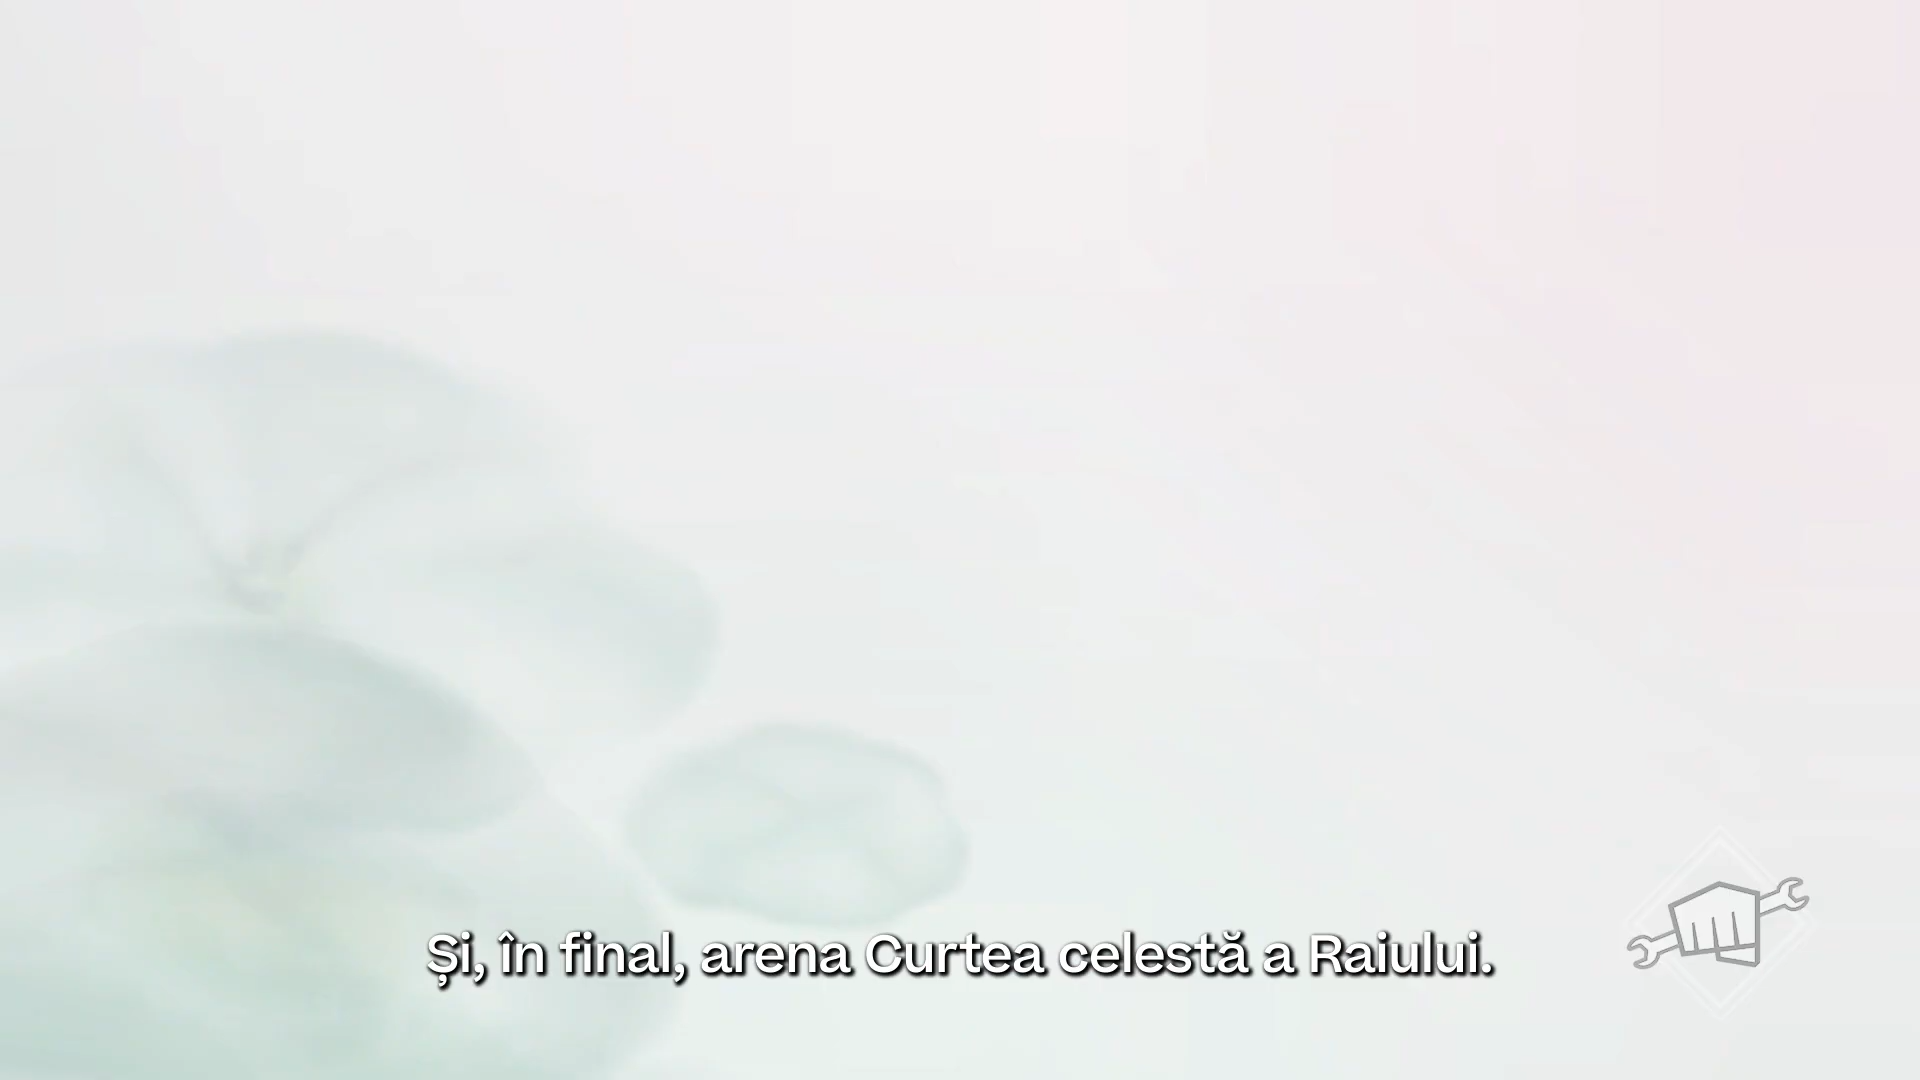 Și, în final, arena Curtea celestă a Raiului.